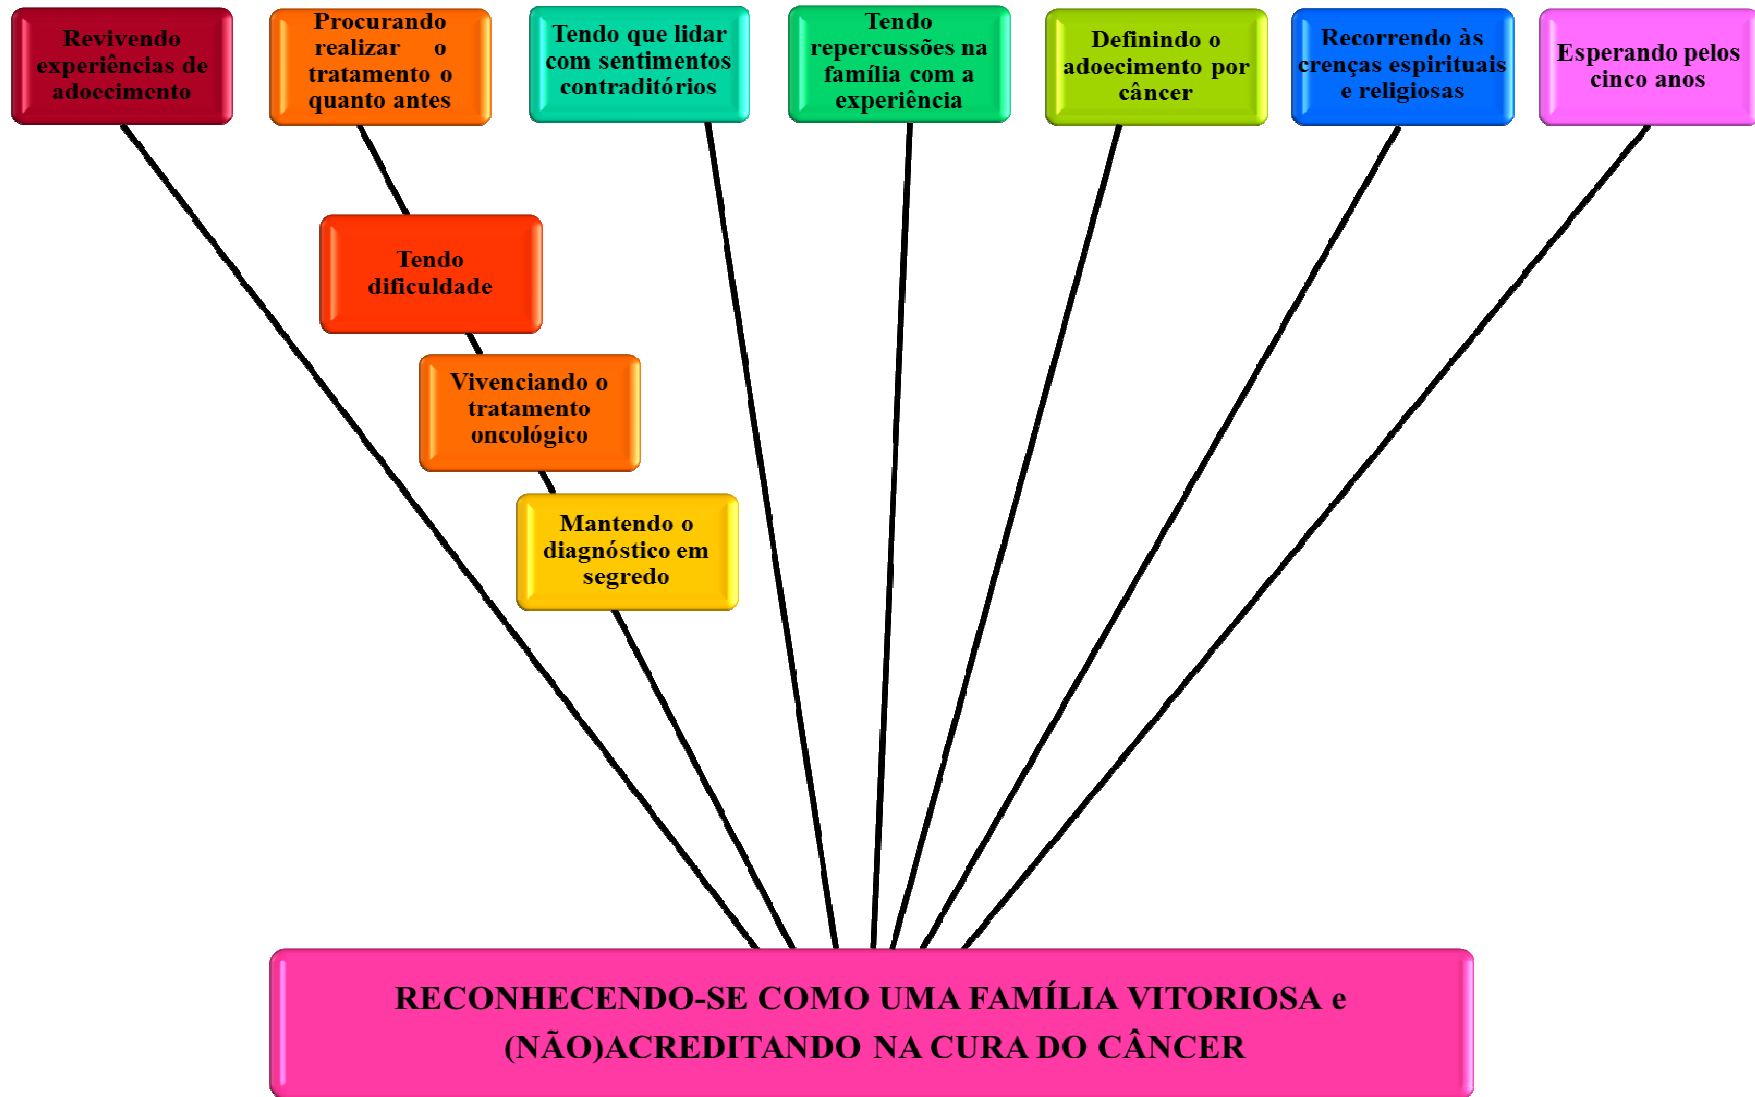 Revivendo
experiências de
adoecimento
Procurando
realizar o
tratamento o
quanto antes
Tendo que lidar
com sentimentos
contraditórios
Tendo
repercussões na
família com a
experiência
Definindo o
adoecimento por
câncer
Recorrendo às
crenças espirituais
e religiosas
Esperando pelos
cinco anos
Tendo
dificuldade
Vivenciando o
tratamento
oncológico
Mantendo o
diagnóstico em
segredo
RECONHECENDO-SE COMO UMA FAMÍLIA VITORIOSA e
(NÃO)ACREDITANDO NA CURA DO CÂNCER